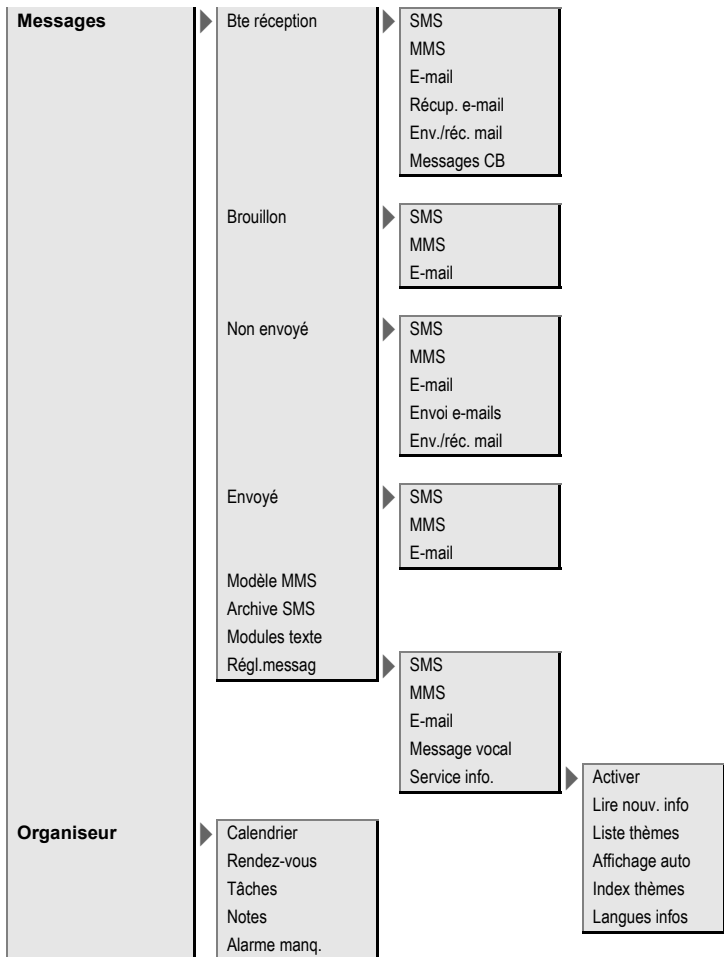 Messages
Bte réception
SMS
MMS
E-mail
Récup. e-mail
Env./réc. mail
Messages CB
Brouillon
SMS
MMS
E-mail
Non envoyé
SMS
MMS
E-mail
Envoi e-mails
Env./réc. mail
Envoyé
SMS
MMS
E-mail
Modèle MMS
Archive SMS
Modules texte
Régl.messag
SMS
MMS
E-mail
Message vocal
Service info.
Activer
Lire nouv. info
Liste thèmes
Affichage auto
Index thèmes
Langues infos
Organiseur
Calendrier
Rendez-vous
Tâches
Notes
Alarme manq.